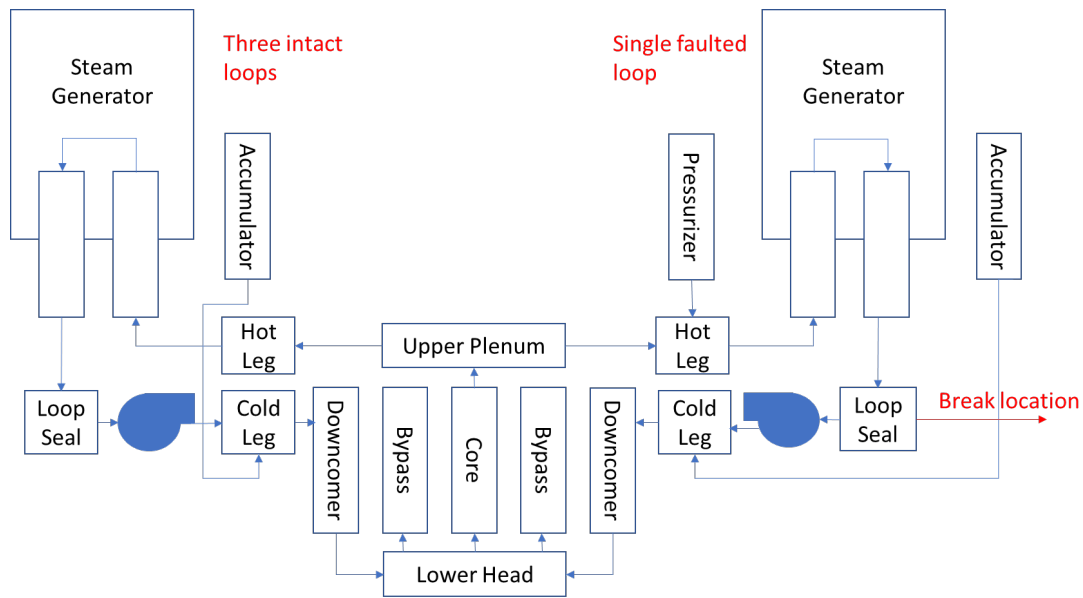 Steam
Generator
Three intact
loops
Single faulted
loop
Steam
Generator
Accumulator
Pressurizer
Accumulator
Hot
Leg
Upper Plenum
Hot
Leg
Loop
Seal
Cold
Leg
Downcomer
Bypass
Core
Bypass
Downcomer
Cold
Leg
Loop
Seal
Break location
Lower Head